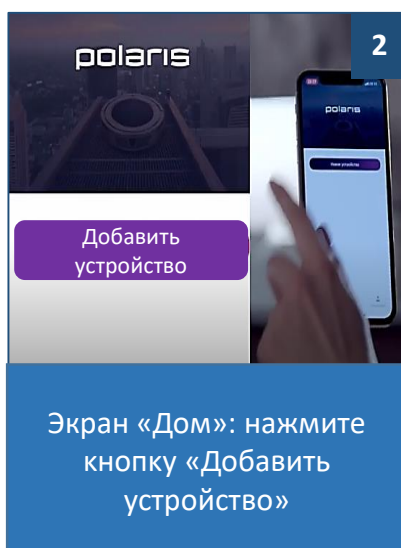 polaris
2
polaris
Добавить
устройство
Экран «Дом»: нажмите
кнопку «Добавить
устройство»